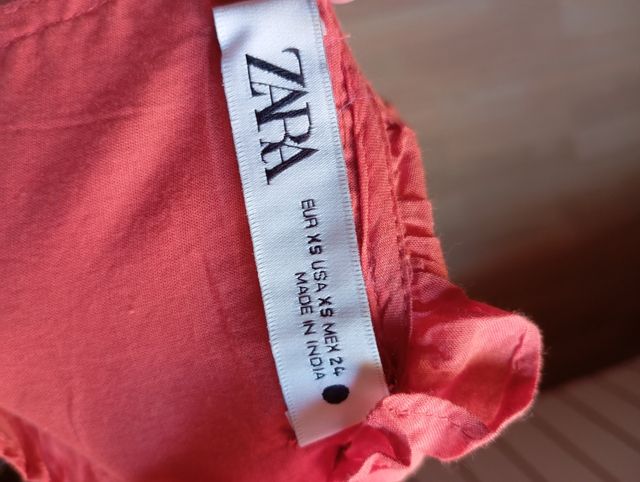 ZARA
EUR XS USA XS MEX 24
MADE IN INDIA